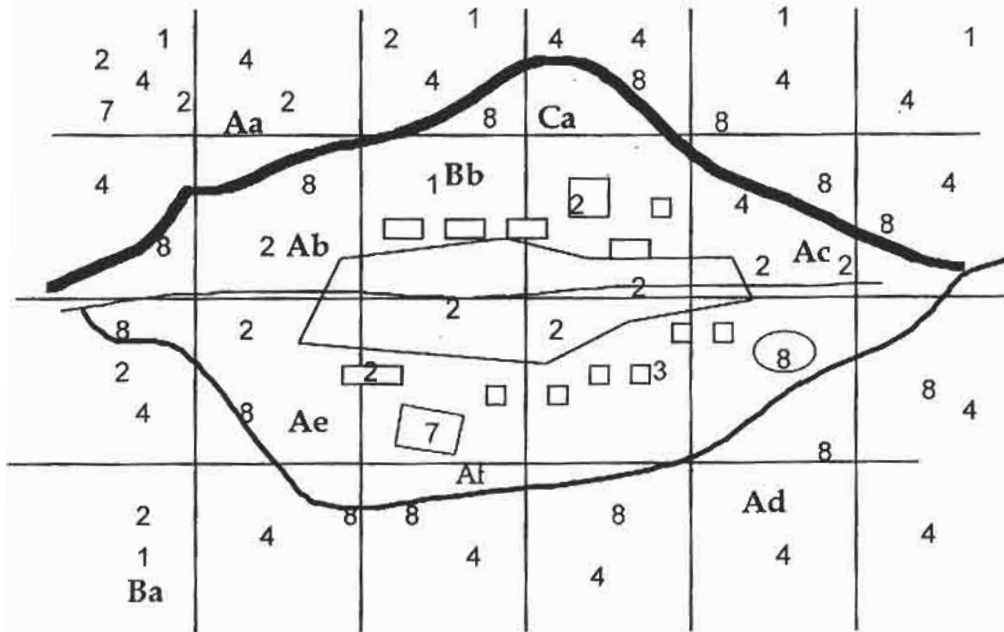 1 1 1
2 4 4 2 4 4
4 4 8 4
7 2 2 4
Aa 8 Ca 8
4 8 1 Bb 8 4
2 4 8
8 2 Ab Ac
2 2
2 2
8 2 2 8
2 2 3
4 8 8 4
Ae 7
8
Af
2 8 8 8 Ad
4 4
1 4 4
Ba 4